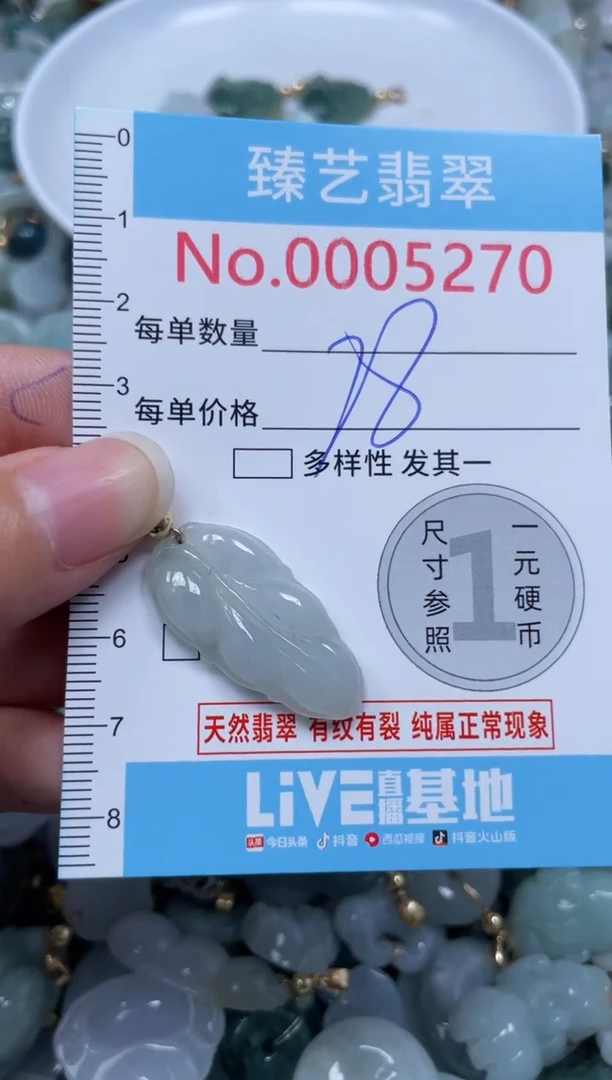 0
臻艺翡翠
1
No.0005270
2
每单数量
3
每单价格
多样性 发其一
尺寸参照
1
一元硬币
6
天然翡翠 有纹有裂 纯属正常现象
7
LiVE直播基地
8
头条 今日头条 抖音 西瓜视频 抖音火山版